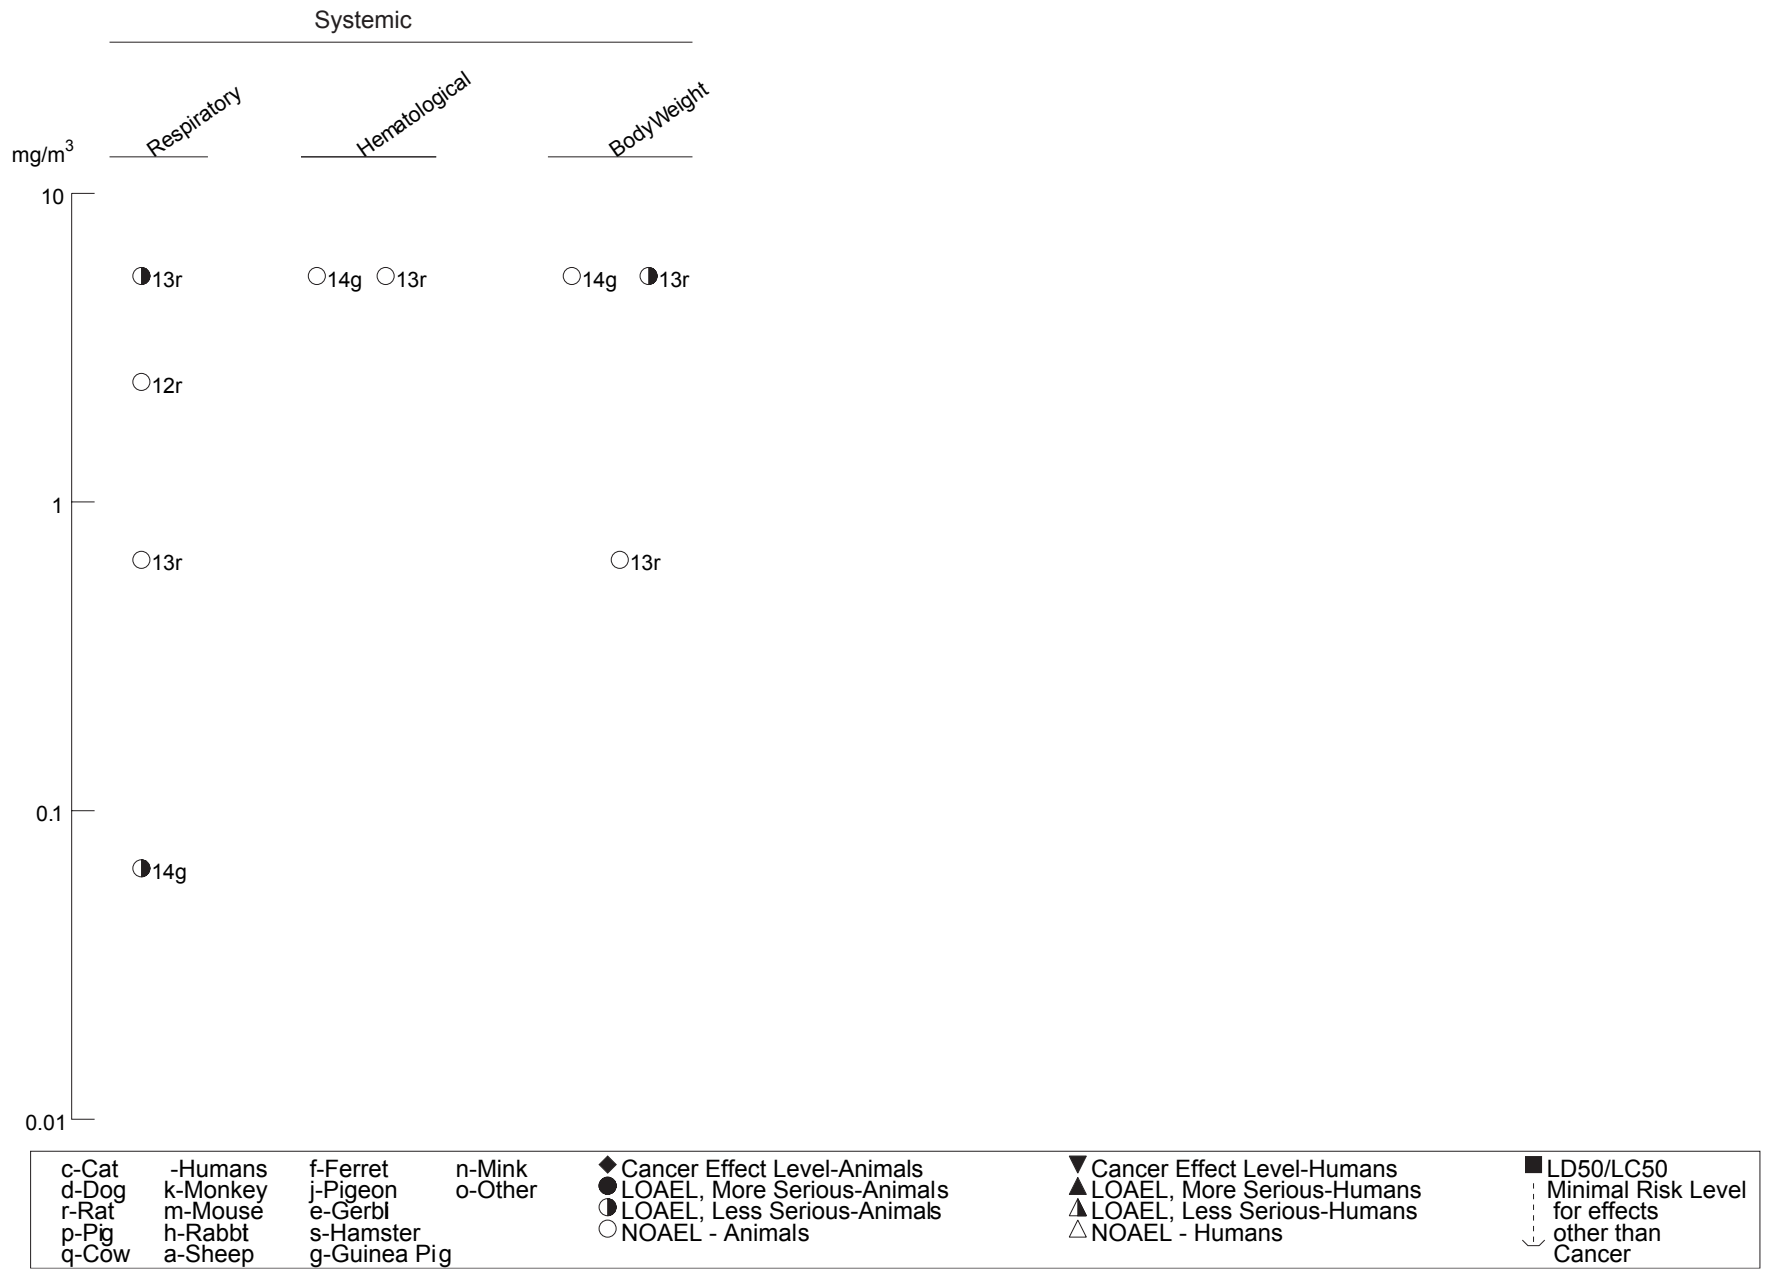 Systemic
Respiratory
Hematological
BodyWeight
mg/m³
10
13r
14g
13r
14g
13r
12r
1
13r
13r
0.1
14g
0.01
c-Cat -Humans f-Ferret n-Mink Cancer Effect Level-Animals Cancer Effect Level-Humans LD50/LC50
d-Dog k-Monkey j-Pigeon o-Other LOAEL, More Serious-Animals LOAEL, More Serious-Humans Minimal Risk Level
r-Rat m-Mouse e-Gerbl LOAEL, Less Serious-Animals LOAEL, Less Serious-Humans for effects
p-Pig h-Rabbt s-Hamster NOAEL - Animals NOAEL - Humans other than
q-Cow a-Sheep g-Guinea Pig Cancer